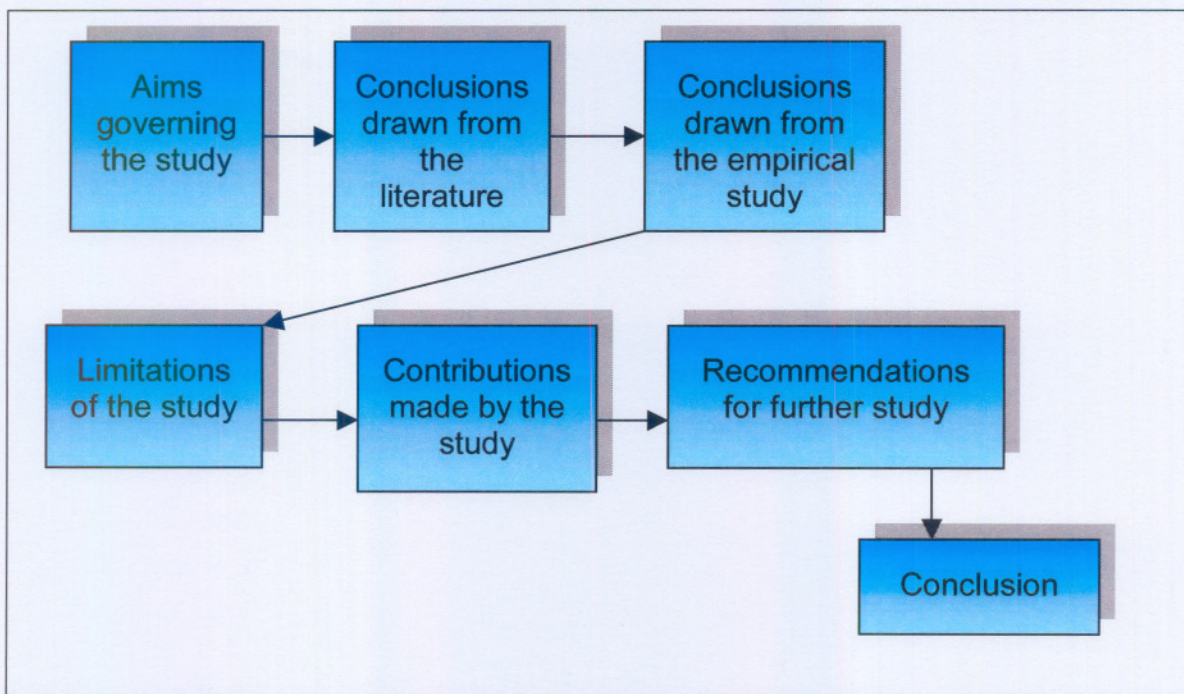 Aims
governing
the study
Conclusions
drawn from
the
literature
Conclusions
drawn from
the empirical
study
Limitations
of the study
Contributions
made by the
study
Recommendations
for further study
Conclusion